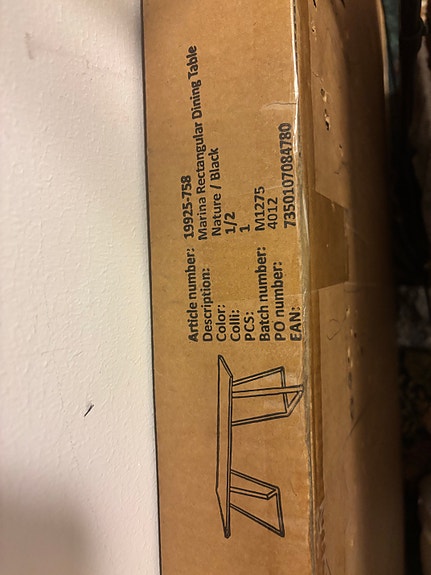 Article number: 19925-758
Description: Marina Rectangular Dining Table
Color: Nature / Black
Colli: 1/2
PCS: 1
Batch number: M1275
PO number: 4012
EAN: 7350107084780